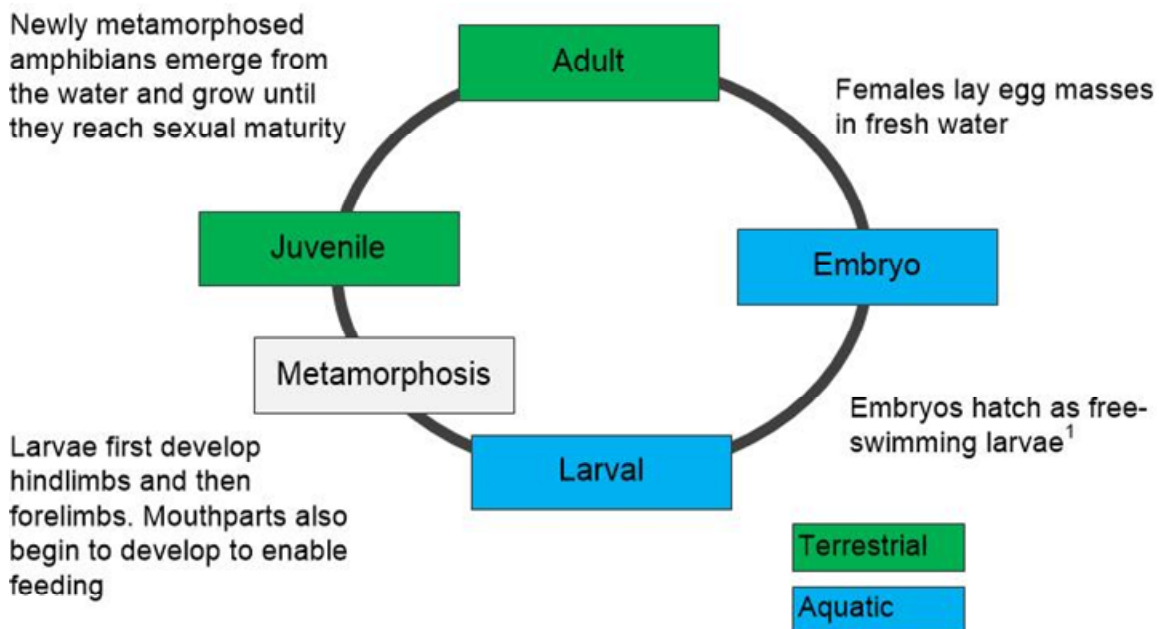 Newly metamorphosed
amphibians emerge from
the water and grow until
they reach sexual maturity
Adult
Females lay egg masses
in fresh water
Juvenile
Embryo
Metamorphosis
Embryos hatch as free-
swimming larvae¹
Larval
Larvae first develop
hindlimbs and then
forelimbs. Mouthparts also
begin to develop to enable
feeding
Terrestrial
Aquatic